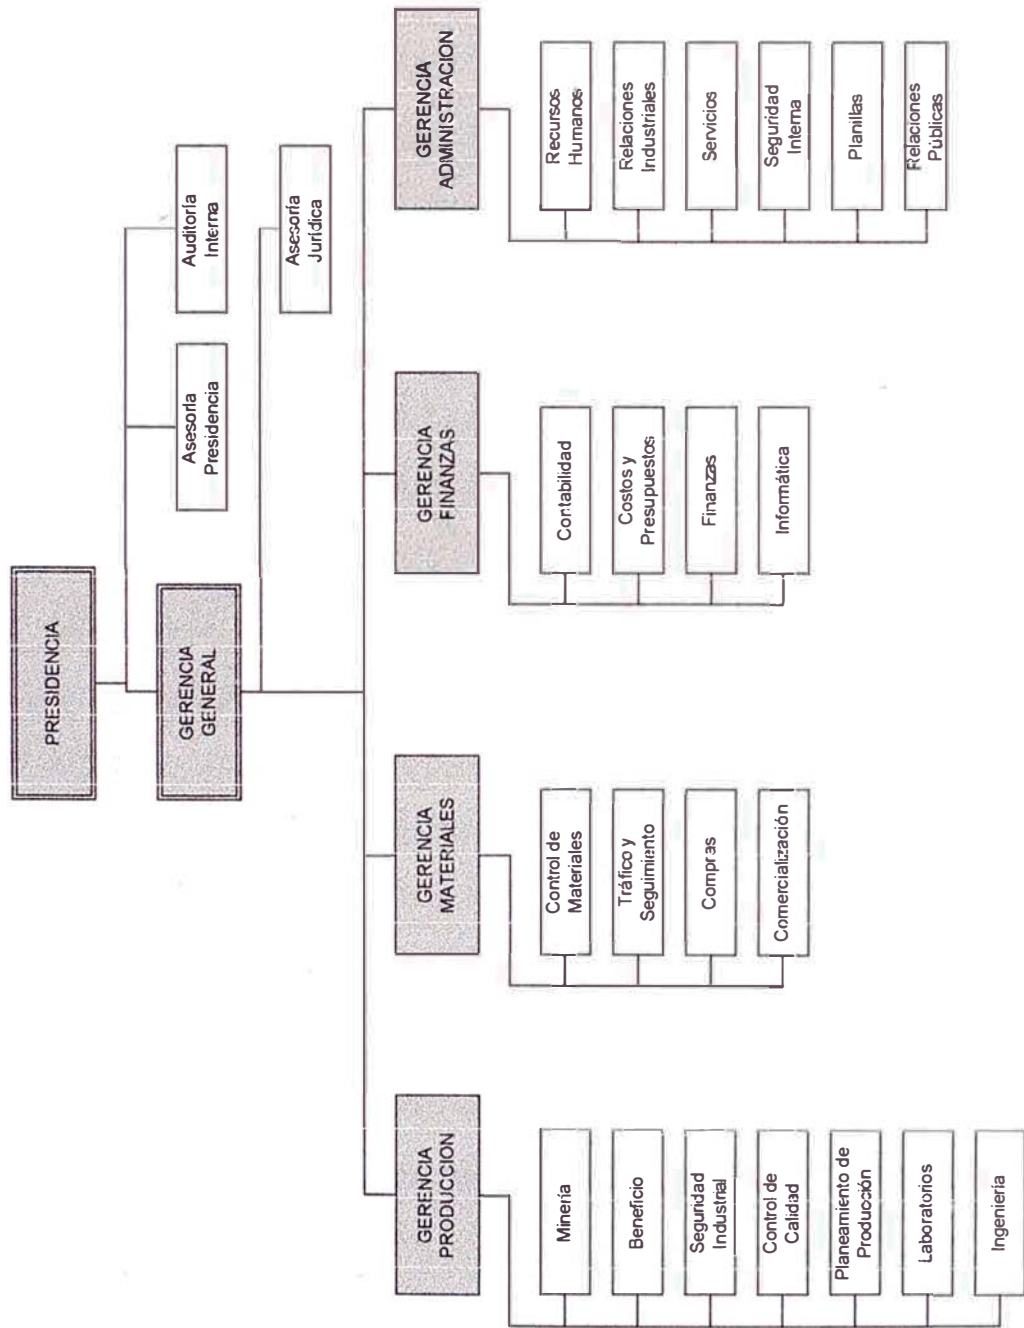 PRESIDENCIA
GERENCIA
GENERAL
Asesoría
Presidencia
Auditoría
Interna
Asesoría
Jurídica
GERENCIA
PRODUCCION
Minería
Beneficio
Seguridad
Industrial
Control de
Calidad
Planeamiento de
Producción
Laboratorios
Ingeniería
GERENCIA
MATERIALES
Control de
Materiales
Tráfico y
Seguimiento
Compras
Comercialización
GERENCIA
FINANZAS
Contabilidad
Costos y
Presupuestos
Finanzas
Informática
GERENCIA
ADMINISTRACION
Recursos
Humanos
Relaciones
Industriales
Servicios
Seguridad
Interna
Planillas
Relaciones
Públicas